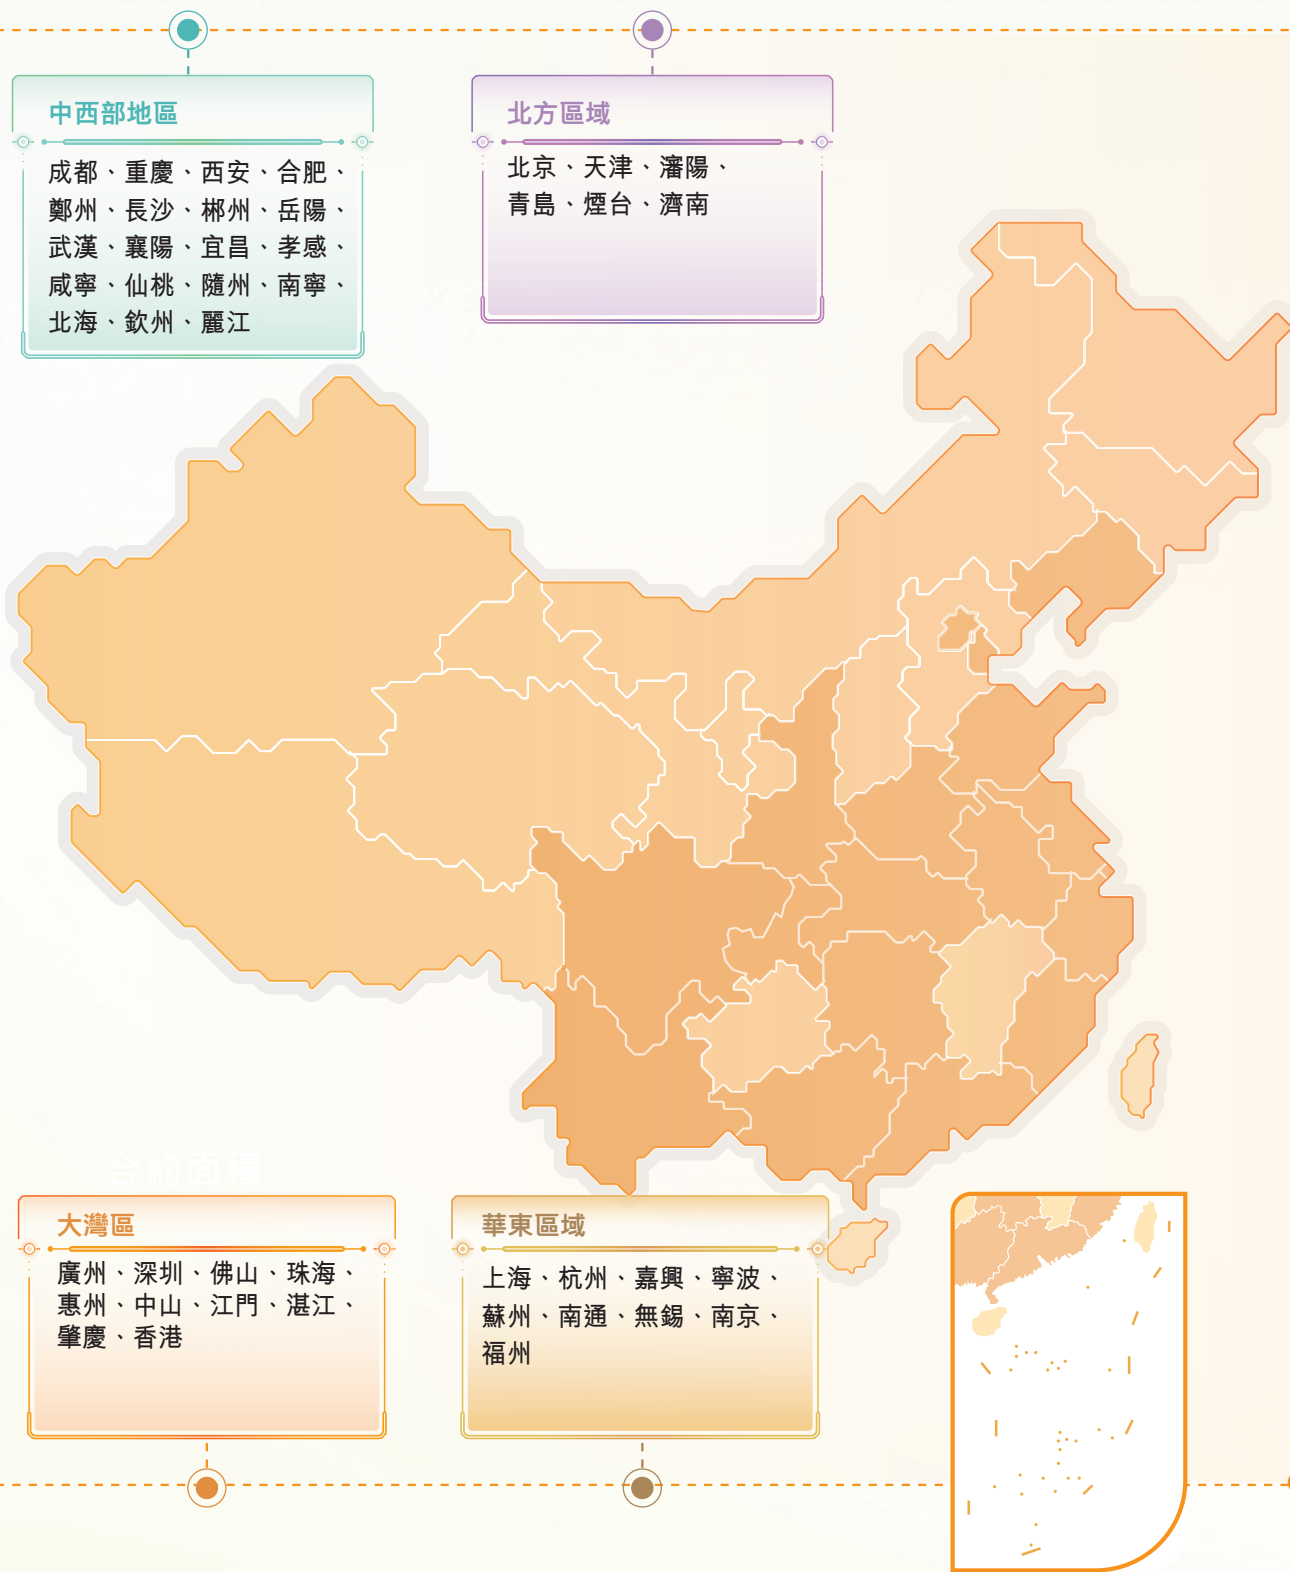 中西部地區
成都、重慶、西安、合肥、
鄭州、長沙、郴州、岳陽、
武漢、襄陽、宜昌、孝感、
咸寧、仙桃、隨州、南寧、
北海、欽州、麗江
北方區域
北京、天津、瀋陽、
青島、煙台、濟南
合約面積
大灣區
廣州、深圳、佛山、珠海、
惠州、中山、江門、湛江、
肇慶、香港
華東區域
上海、杭州、嘉興、寧波、
蘇州、南通、無錫、南京、
福州